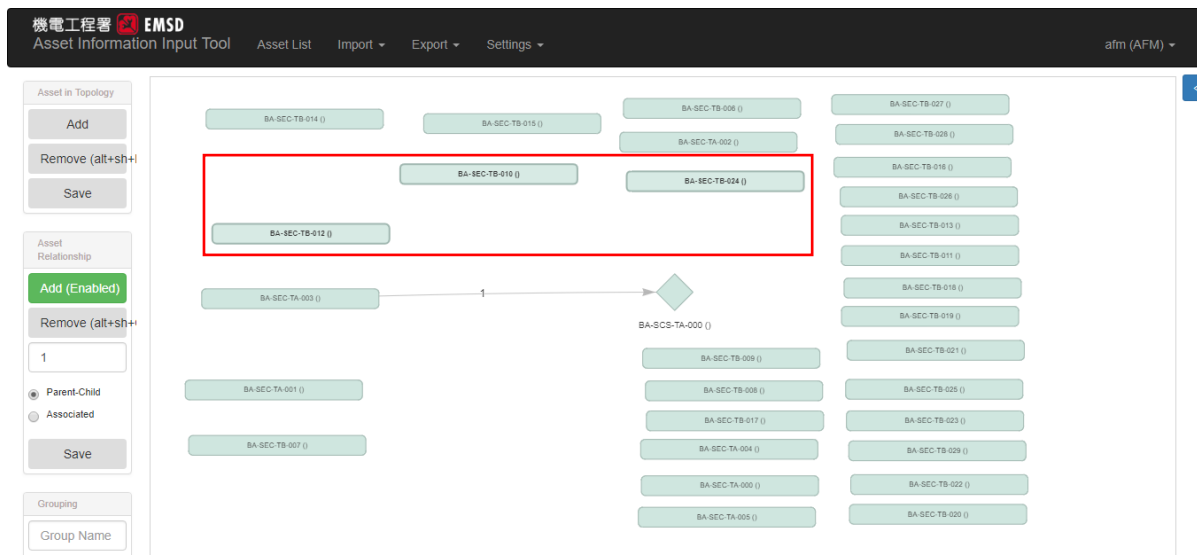 機電工程署 EMSD
Asset Information Input Tool Asset List Import Export Settings afm (AFM)
Asset in Topology
Add
Remove (alt+sh+
Save
Asset
Relationship
Add (Enabled)
Remove (alt+sh+
1
Parent-Child
Associated
Save
Grouping
Group Name
BA-SEC-TB-014 ()
BA-SEC-TB-015 ()
BA-SEC-TB-006 ()
BA-SEC-TA-002 ()
BA-SEC-TB-010 ()
BA-SEC-TB-024 ()
BA-SEC-TB-012 ()
BA-SEC-TA-003 ()
1
BA-SCS-TA-000 ()
BA-SEC-TA-001 ()
BA-SEC-TB-007 ()
BA-SEC-TB-009 ()
BA-SEC-TB-008 ()
BA-SEC-TB-017 ()
BA-SEC-TA-004 ()
BA-SEC-TA-000 ()
BA-SEC-TA-005 ()
BA-SEC-TB-027 ()
BA-SEC-TB-028 ()
BA-SEC-TB-016 ()
BA-SEC-TB-026 ()
BA-SEC-TB-013 ()
BA-SEC-TB-011 ()
BA-SEC-TB-018 ()
BA-SEC-TB-019 ()
BA-SEC-TB-021 ()
BA-SEC-TB-025 ()
BA-SEC-TB-023 ()
BA-SEC-TB-029 ()
BA-SEC-TB-022 ()
BA-SEC-TB-020 ()